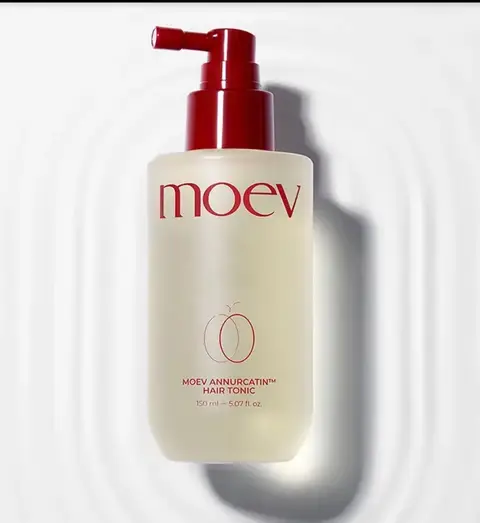 moev
MOEV ANNURCATIN™
HAIR TONIC
150 ml ℮ 5.07 fl. oz.